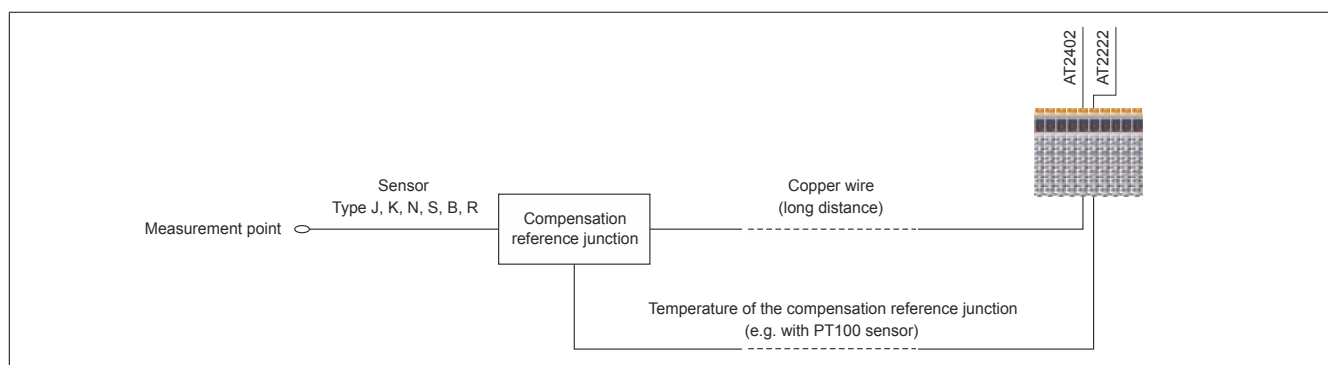 AT2402
AT2222
Sensor
Type J, K, N, S, B, R
Copper wire
(long distance)
Measurement point
Compensation
reference junction
Temperature of the compensation reference junction
(e.g. with PT100 sensor)